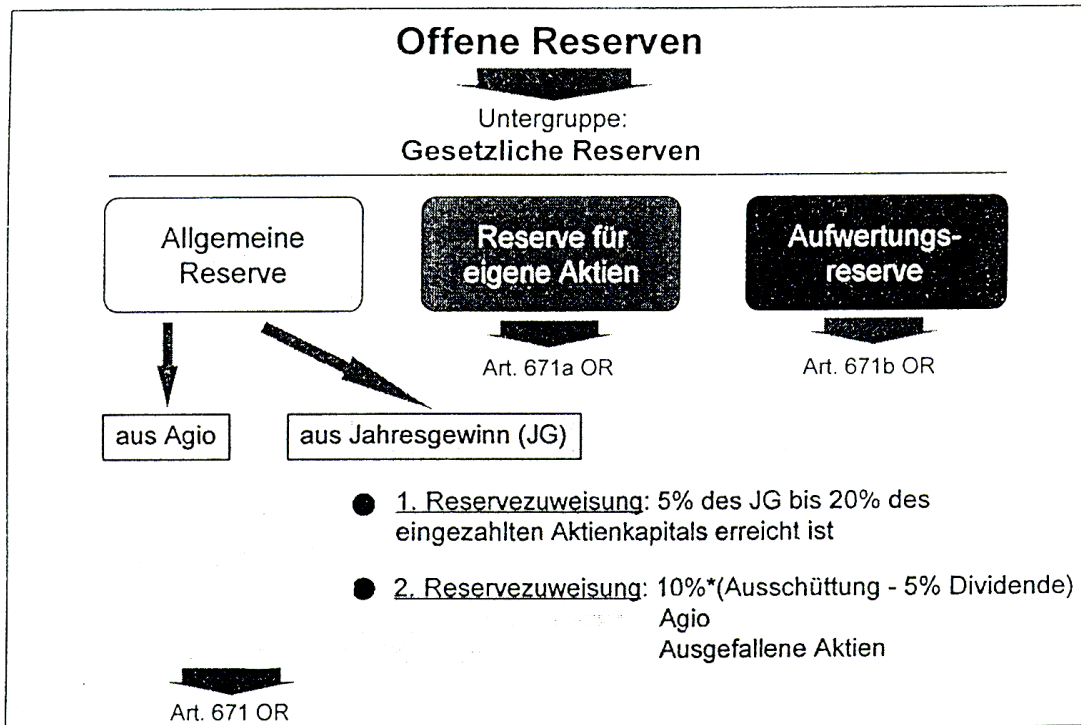 Offene Reserven
Untergruppe:
Gesetzliche Reserven
Allgemeine
Reserve
Reserve für
eigene Aktien
Aufwertungs-
reserve
Art. 671a OR
Art. 671b OR
aus Agio
aus Jahresgewinn (JG)
1. Reservezuweisung: 5% des JG bis 20% des
eingezahlten Aktienkapitals erreicht ist
2. Reservezuweisung: 10%*(Ausschüttung - 5% Dividende)
Agio
Ausgefallene Aktien
Art. 671 OR